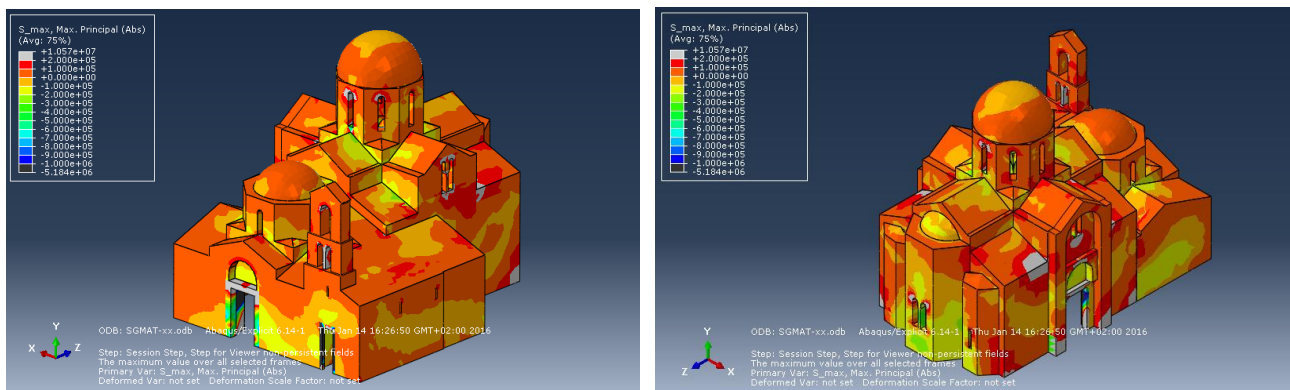 S_max, Max. Principal (Abs)
(Avg: 75%)
+1.057e+07
+2.000e+05
+1.000e+05
+0.000e+00
-1.000e+05
-2.000e+05
-3.000e+05
-4.000e+05
-5.000e+05
-6.000e+05
-7.000e+05
-8.000e+05
-9.000e+05
-1.000e+06
-5.184e+06
Y
X
Z
ODB: SGMAT-xx.odb Abaqus/Explicit 6.14-1 Thu Jan 14 16:26:50 GMT+02:00 2016
Step: Session Step, Step for Viewer non-persistent fields
The maximum value over all selected frames
Primary Var: S_max, Max. Principal (Abs)
Deformed Var: not set Deformation Scale Factor: not set
S_max, Max. Principal (Abs)
(Avg: 75%)
+1.057e+07
+2.000e+05
+1.000e+05
+0.000e+00
-1.000e+05
-2.000e+05
-3.000e+05
-4.000e+05
-5.000e+05
-6.000e+05
-7.000e+05
-8.000e+05
-9.000e+05
-1.000e+06
-5.184e+06
Y
Z
X
ODB: SGMAT-xx.odb Abaqus/Explicit 6.14-1 Thu Jan 14 16:26:50 GMT+02:00 2016
Step: Session Step, Step for Viewer non-persistent fields
The maximum value over all selected frames
Primary Var: S_max, Max. Principal (Abs)
Deformed Var: not set Deformation Scale Factor: not set